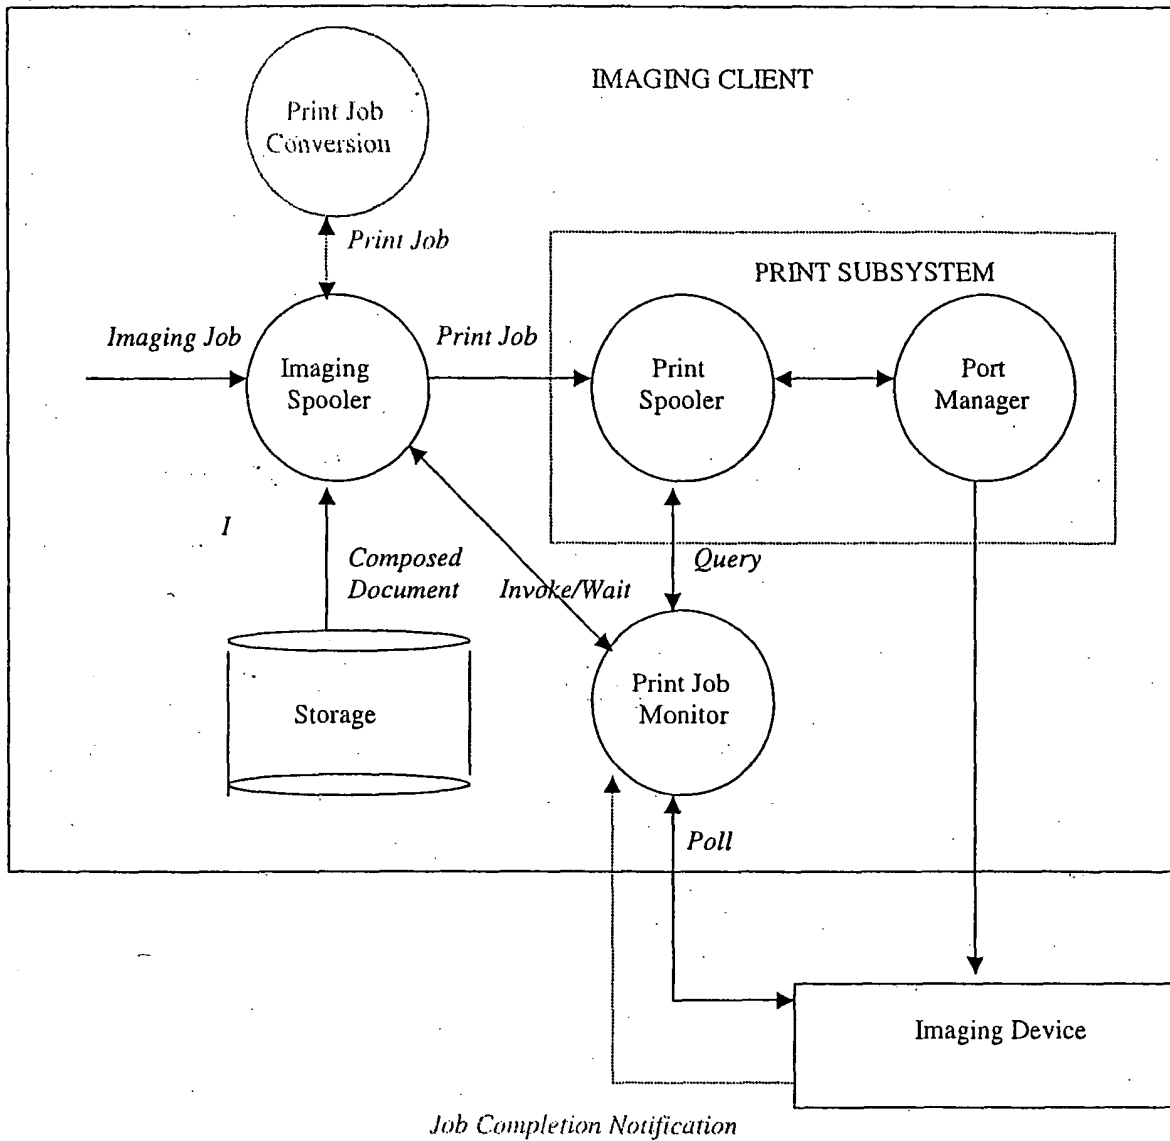 IMAGING CLIENT
Print Job
Conversion
Print Job
PRINT SUBSYSTEM
Imaging Job
Imaging
Spooler
Print Job
Print
Spooler
Port
Manager
I
Composed
Document
Invoke/Wait
Query
Storage
Print Job
Monitor
Poll
Imaging Device
Job Completion Notification